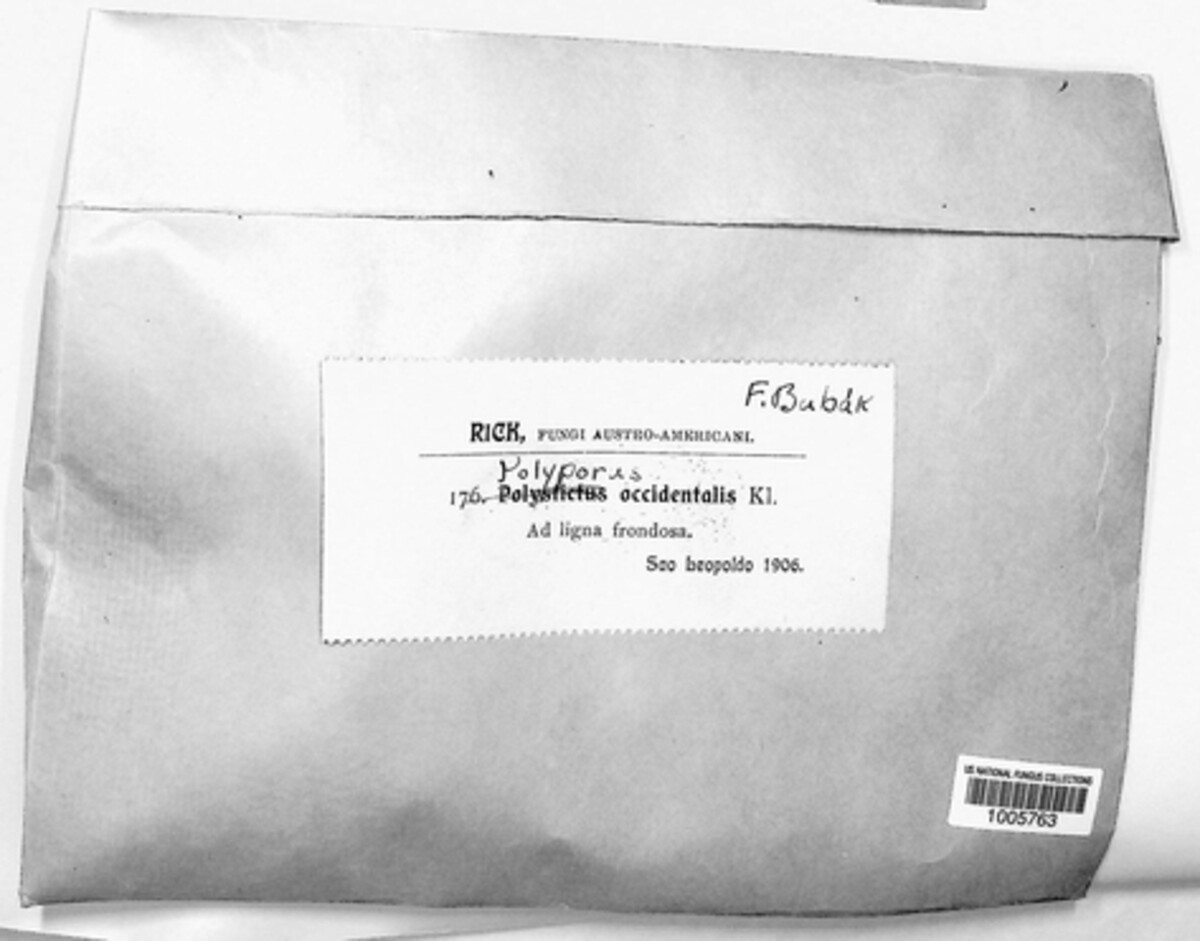 F. Bubák
RICK, FUNGI AUSTRO-AMERICANI.
Polyporus
176. Polystictus occidentalis Kl.
Ad ligna frondosa.
Sao Leopoldo 1906.
US NATIONAL FUNGUS COLLECTIONS
1005763